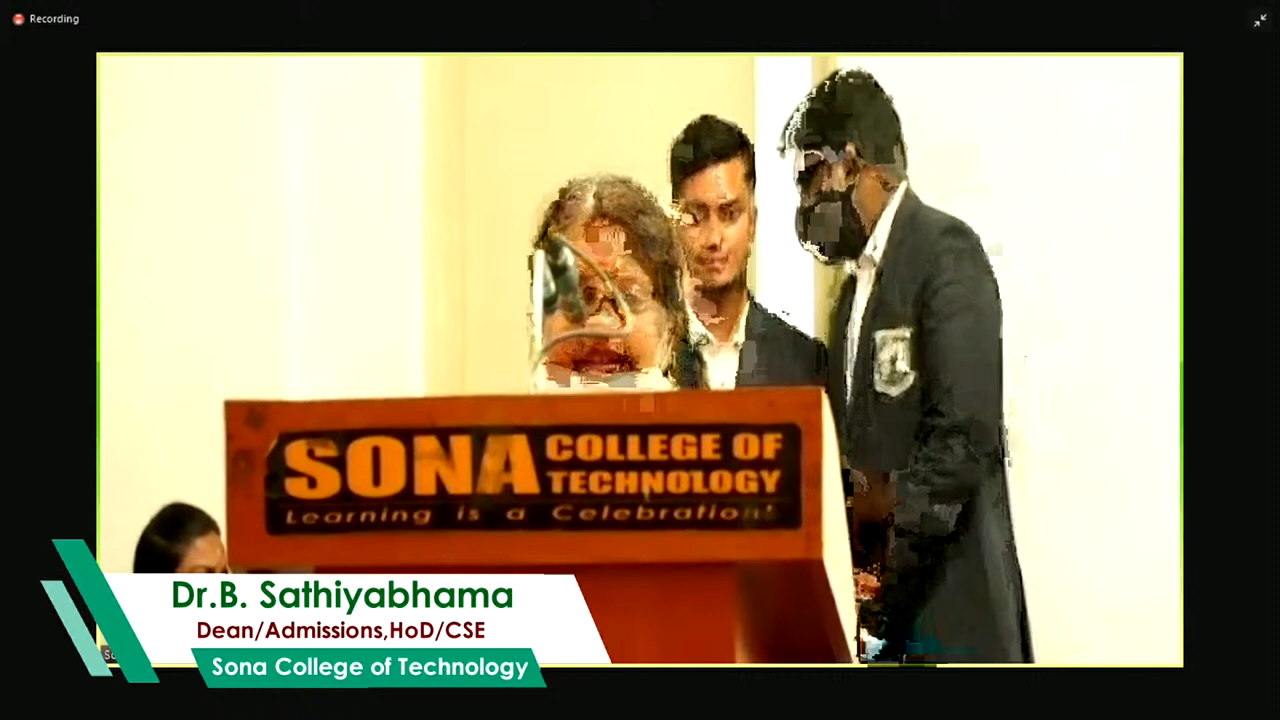 Recording
SONA COLLEGE OF
TECHNOLOGY
Learning is a Celebration!
Dr.B. Sathiyabhama
Dean/Admissions,HoD/CSE
Sona College of Technology